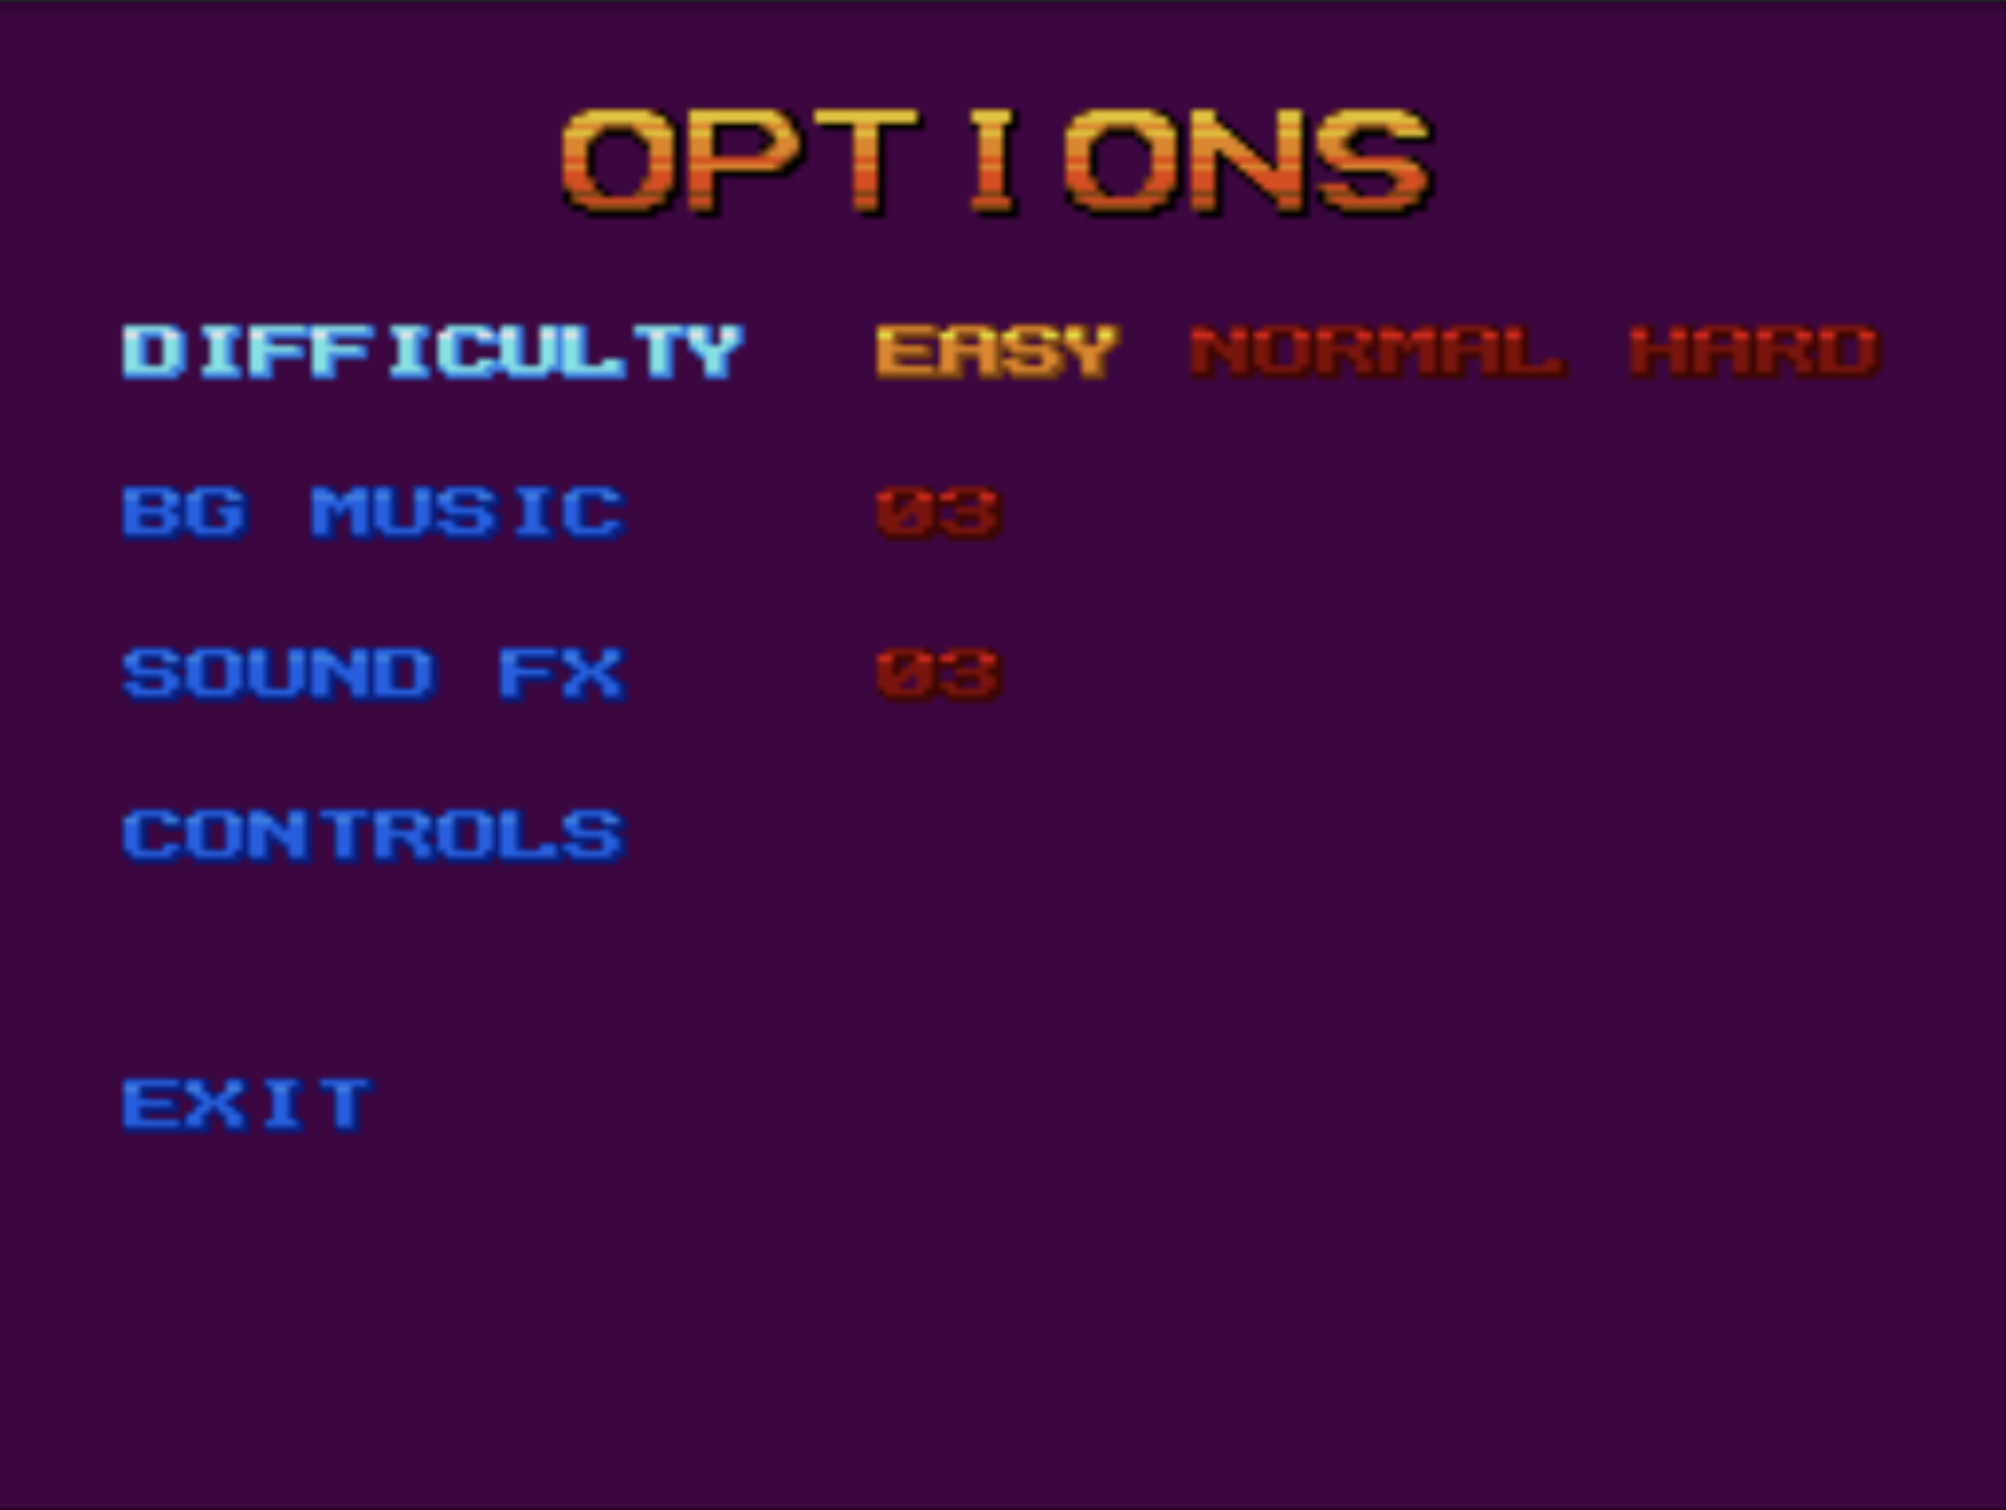 OPTIONS
DIFFICULTY EASY NORMAL HARD
BG MUSIC 03
SOUND FX 03
CONTROLS
EXIT